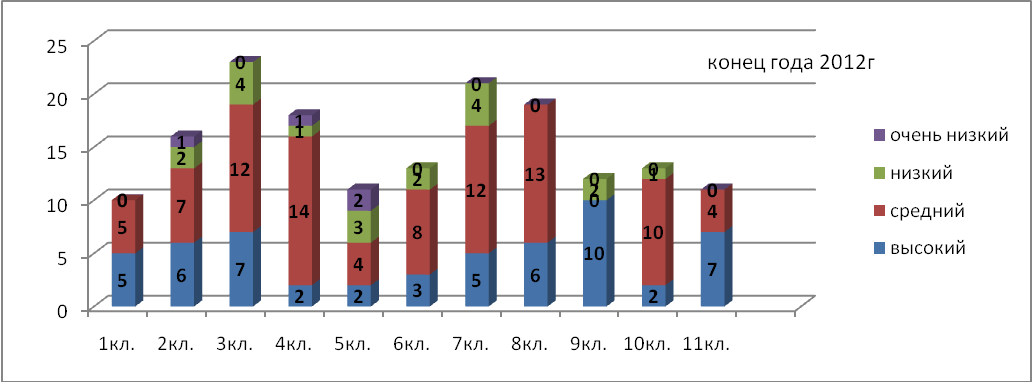 конец года 2012г
25
20
15
10
5
0
0 5 5
1 2 7 6
0 4 12 7
1 1 14 2
2 3 4 2
0 2 8 3
0 4 12 5
0 13 6
0 2 0 10
0 1 10 2
0 4 7
1кл. 2кл. 3кл. 4кл. 5кл. 6кл. 7кл. 8кл. 9кл. 10кл. 11кл.
очень низкий
низкий
средний
высокий